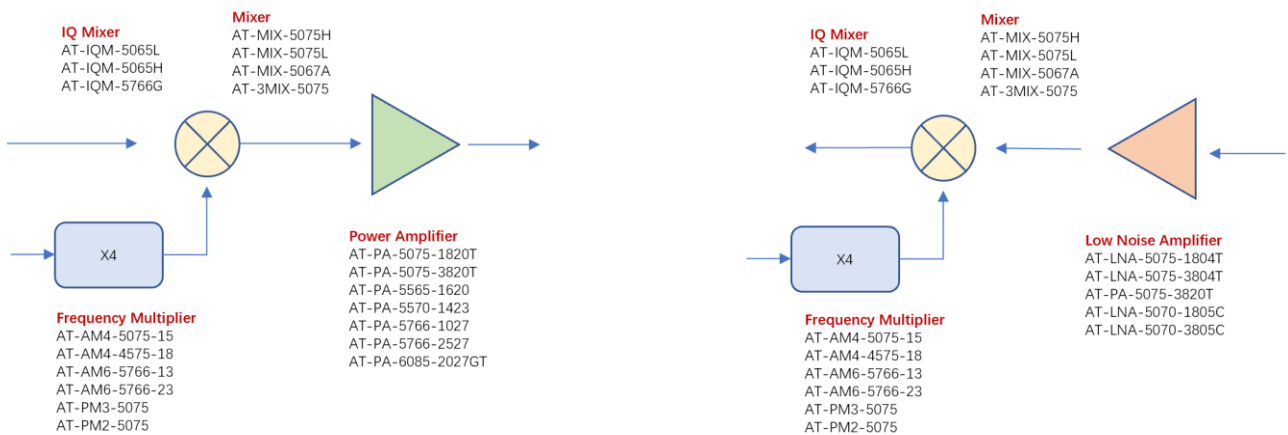 IQ Mixer
AT-IQM-5065L
AT-IQM-5065H
AT-IQM-5766G
Mixer
AT-MIX-5075H
AT-MIX-5075L
AT-MIX-5067A
AT-3MIX-5075
X4
Frequency Multiplier
AT-AM4-5075-15
AT-AM4-4575-18
AT-AM6-5766-13
AT-AM6-5766-23
AT-PM3-5075
AT-PM2-5075
Power Amplifier
AT-PA-5075-1820T
AT-PA-5075-3820T
AT-PA-5565-1620
AT-PA-5570-1423
AT-PA-5766-1027
AT-PA-5766-2527
AT-PA-6085-2027GT
IQ Mixer
AT-IQM-5065L
AT-IQM-5065H
AT-IQM-5766G
Mixer
AT-MIX-5075H
AT-MIX-5075L
AT-MIX-5067A
AT-3MIX-5075
X4
Frequency Multiplier
AT-AM4-5075-15
AT-AM4-4575-18
AT-AM6-5766-13
AT-AM6-5766-23
AT-PM3-5075
AT-PM2-5075
Low Noise Amplifier
AT-LNA-5075-1804T
AT-LNA-5075-3804T
AT-PA-5075-3820T
AT-LNA-5070-1805C
AT-LNA-5070-3805C